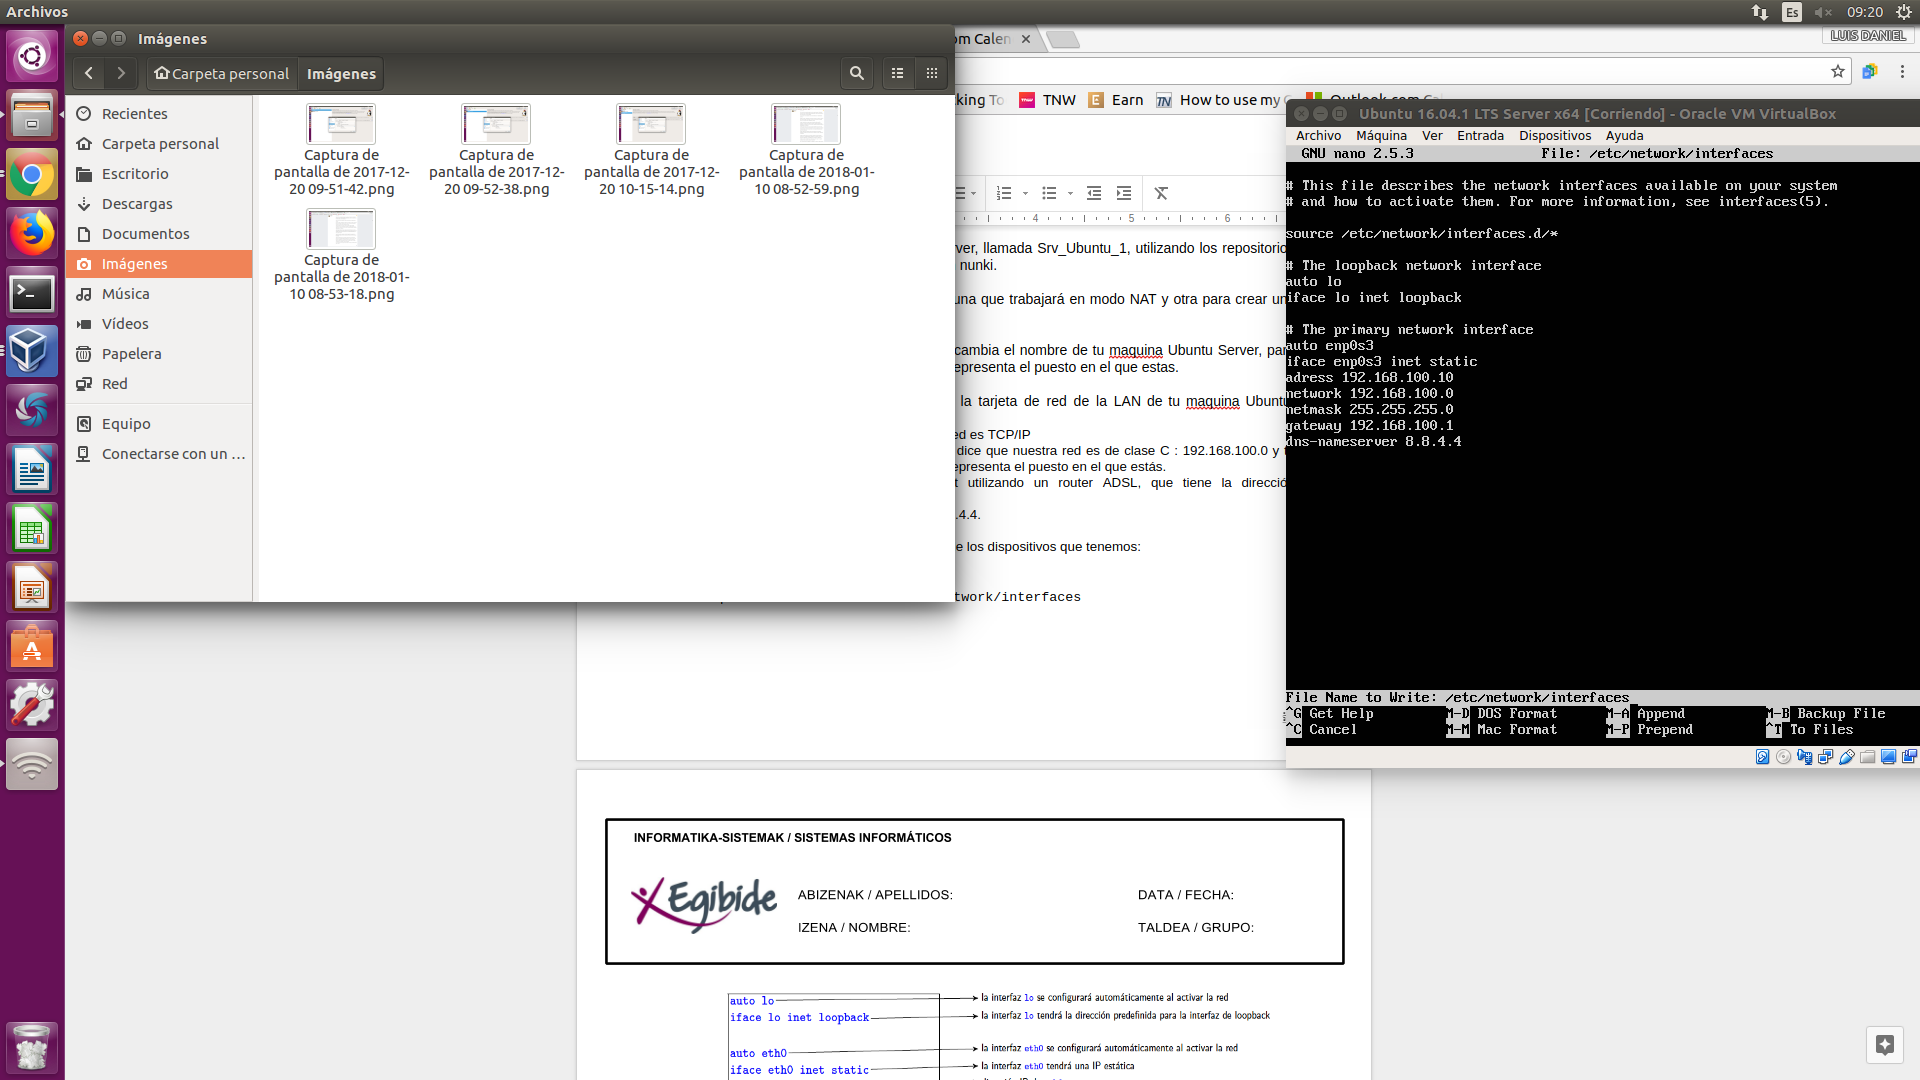 Archivos
Es
09:20
Imágenes
Carpeta personal
Imágenes
Recientes
Carpeta personal
Escritorio
Descargas
Documentos
Imágenes
Música
Vídeos
Papelera
Red
Equipo
Conectarse con un ...
Captura de
pantalla de 2017-12-
20 09-51-42.png
Captura de
pantalla de 2017-12-
20 09-52-38.png
Captura de
pantalla de 2017-12-
20 10-15-14.png
Captura de
pantalla de 2018-01-
10 08-52-59.png
Captura de
pantalla de 2018-01-
10 08-53-18.png
om Calen
LUIS DANIEL
king To
TNW
Earn
How to use my
Outlook.com Cal
4 5 6
ver, llamada Srv_Ubuntu_1, utilizando los repositorio
nunki.
una que trabajará en modo NAT y otra para crear un
cambia el nombre de tu maquina Ubuntu Server, par
epresenta el puesto en el que estas.
la tarjeta de red de la LAN de tu maquina Ubuntu
ed es TCP/IP
dice que nuestra red es de clase C : 192.168.100.0 y t
epresenta el puesto en el que estás.
t utilizando un router ADSL, que tiene la direcció
.4.4.
e los dispositivos que tenemos:
twork/interfaces
Ubuntu 16.04.1 LTS Server x64 [Corriendo] - Oracle VM VirtualBox
Archivo Máquina Ver Entrada Dispositivos Ayuda
GNU nano 2.5.3 File: /etc/network/interfaces
# This file describes the network interfaces available on your system
# and how to activate them. For more information, see interfaces(5).
source /etc/network/interfaces.d/*
# The loopback network interface
auto lo
iface lo inet loopback
# The primary network interface
auto enp0s3
iface enp0s3 inet static
adress 192.168.100.10
network 192.168.100.0
netmask 255.255.255.0
gateway 192.168.100.1
dns-nameserver 8.8.4.4
File Name to Write: /etc/network/interfaces
^G Get Help M-D DOS Format M-A Append M-B Backup File
^C Cancel M-M Mac Format M-P Prepend ^T To Files
INFORMATIKA-SISTEMAK / SISTEMAS INFORMÁTICOS
Egibide
ABIZENAK / APELLIDOS:
DATA / FECHA:
IZENA / NOMBRE:
TALDEA / GRUPO:
auto lo
la interfaz lo se configurará automáticamente al activar la red
iface lo inet loopback
la interfaz lo tendrá la dirección predefinida para la interfaz de loopback
auto eth0
la interfaz eth0 se configurará automáticamente al activar la red
iface eth0 inet static
la interfaz eth0 tendrá una IP estática